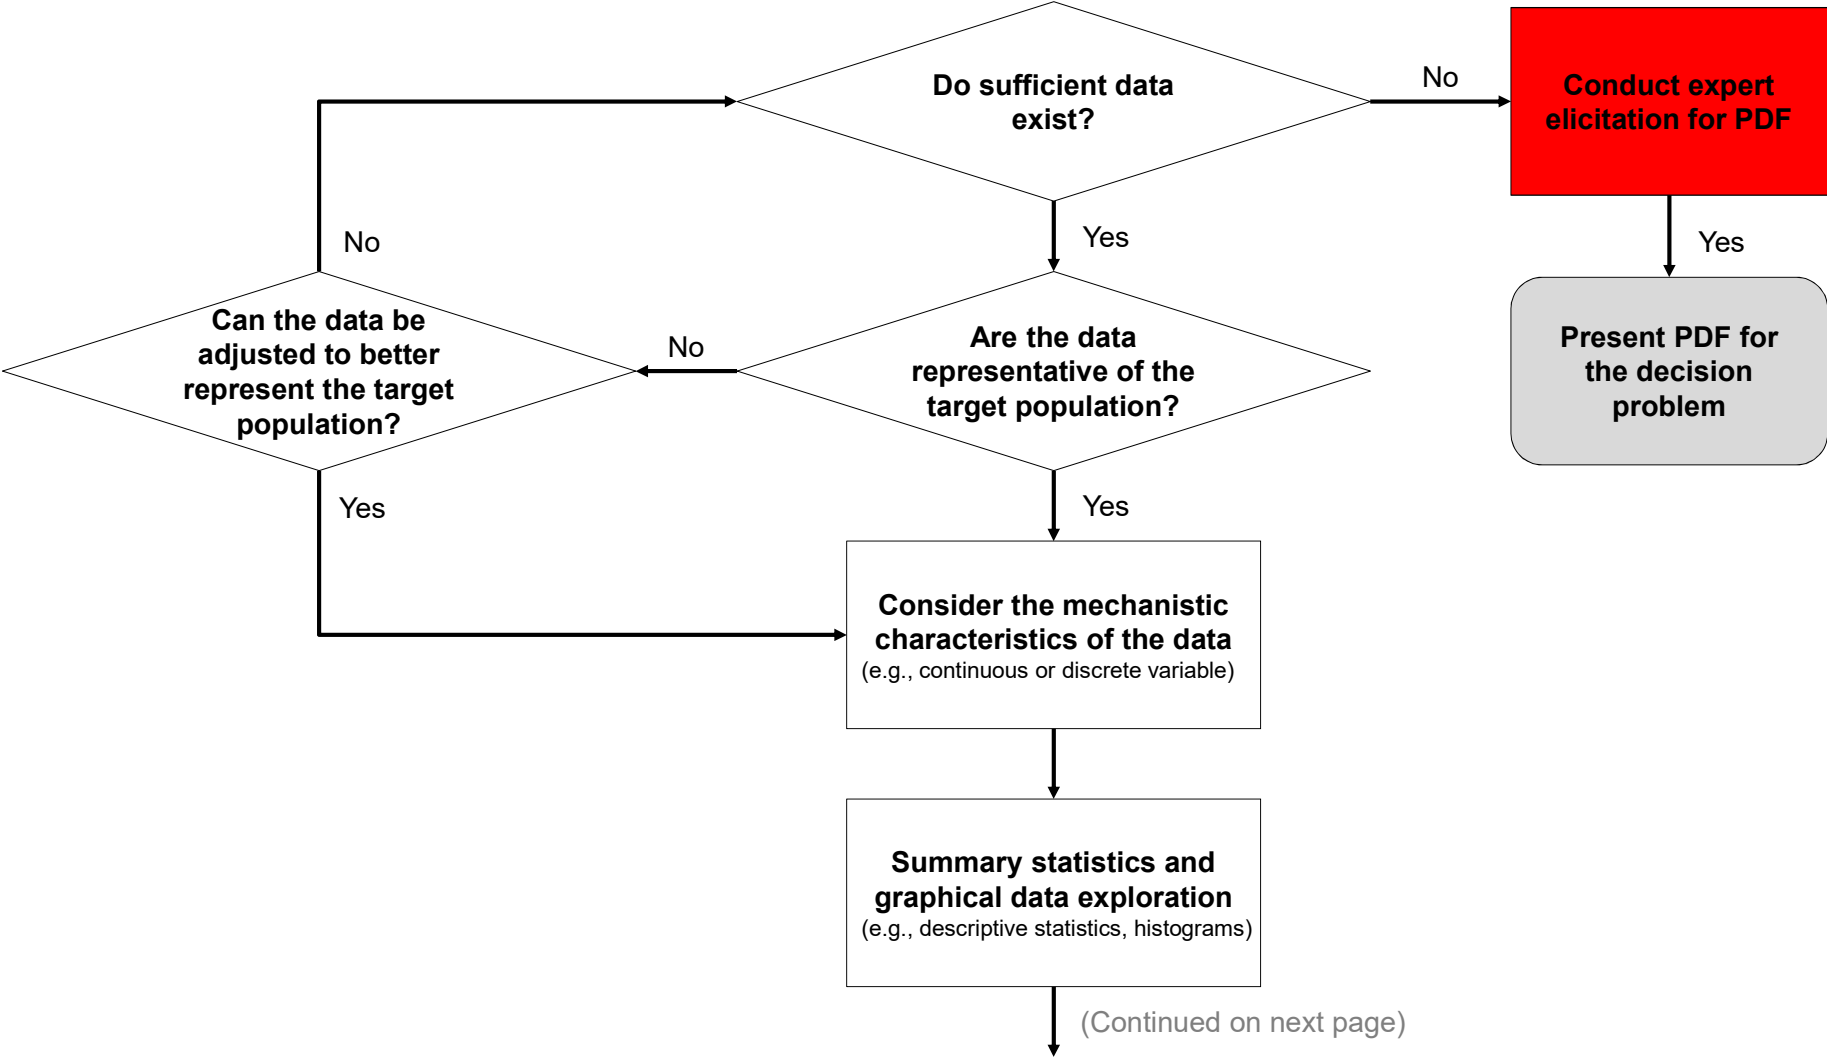 Do sufficient data
exist?
No
Conduct expert
elicitation for PDF
No
Yes
Yes
Can the data be
adjusted to better
represent the target
population?
No
Are the data
representative of the
target population?
Present PDF for
the decision
problem
Yes
Yes
Consider the mechanistic
characteristics of the data
(e.g., continuous or discrete variable)
Summary statistics and
graphical data exploration
(e.g., descriptive statistics, histograms)
(Continued on next page)